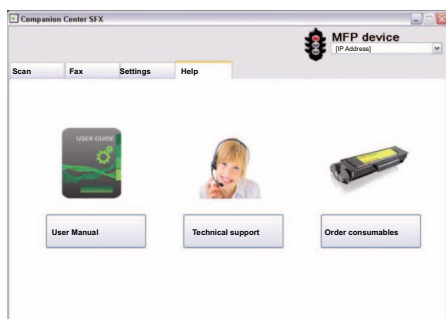 Companion Center SFX
MFP device
[IP Address]
Scan Fax Settings Help
USER GUIDE
User Manual Technical support Order consumables